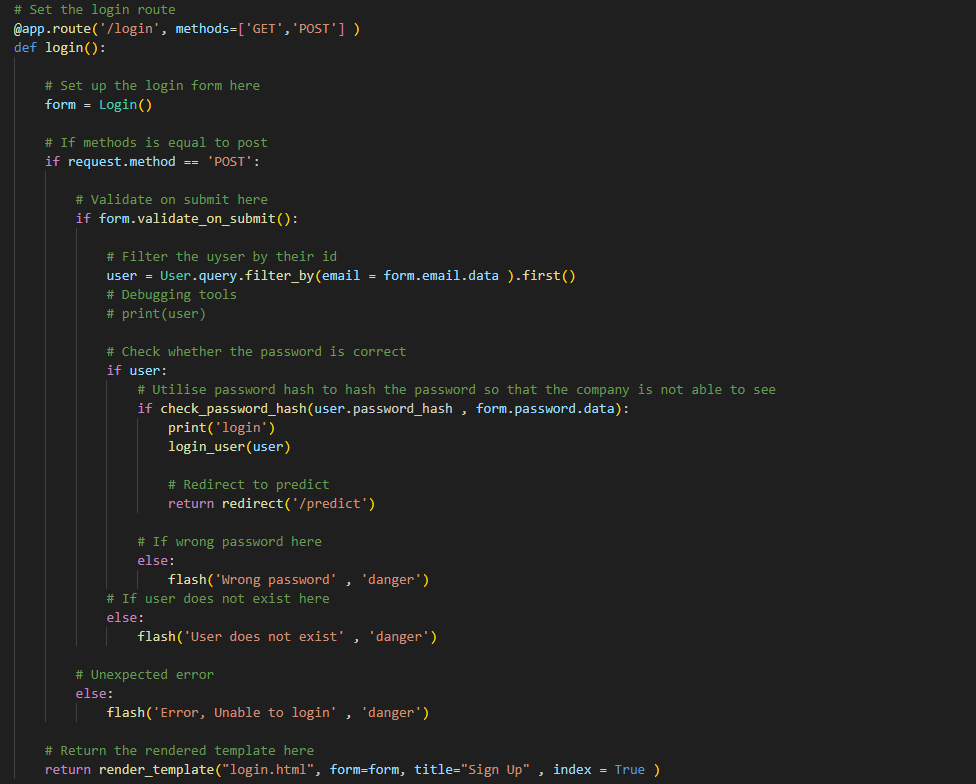 # Set the login route
@app.route('/login', methods=['GET','POST'] )
def login():
# Set up the login form here
form = Login()
# If methods is equal to post
if request.method == 'POST':
# Validate on submit here
if form.validate_on_submit():
# Filter the uyser by their id
user = User.query.filter_by(email = form.email.data ).first()
# Debugging tools
# print(user)
# Check whether the password is correct
if user:
# Utilise password hash to hash the password so that the company is not able to see
if check_password_hash(user.password_hash , form.password.data):
print('login')
login_user(user)
# Redirect to predict
return redirect('/predict')
# If wrong password here
else:
flash('Wrong password' , 'danger')
# If user does not exist here
else:
flash('User does not exist' , 'danger')
# Unexpected error
else:
flash('Error, Unable to login' , 'danger')
# Return the rendered template here
return render_template("login.html", form=form, title="Sign Up" , index = True )